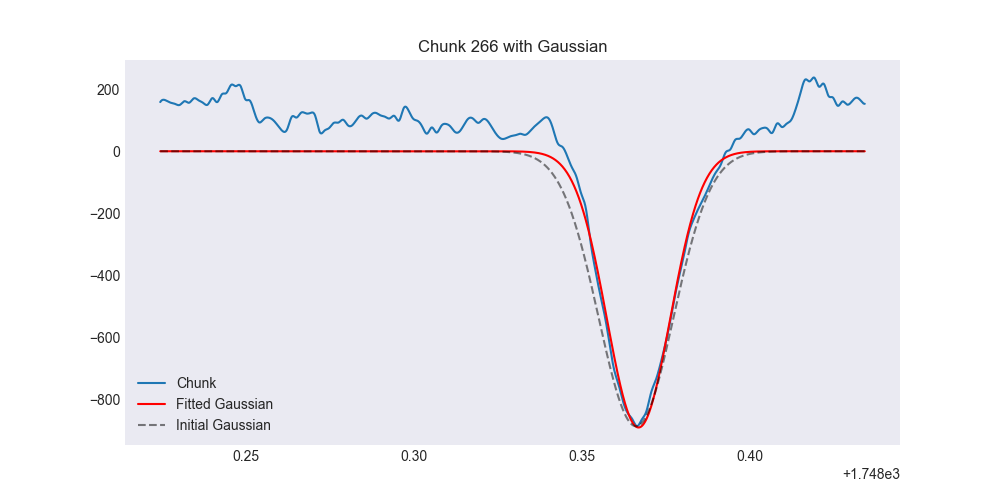 Chunk 266 with Gaussian
200
0
−200
−400
−600
−800
Chunk
Fitted Gaussian
Initial Gaussian
0.25 0.30 0.35 0.40
+1.748e3